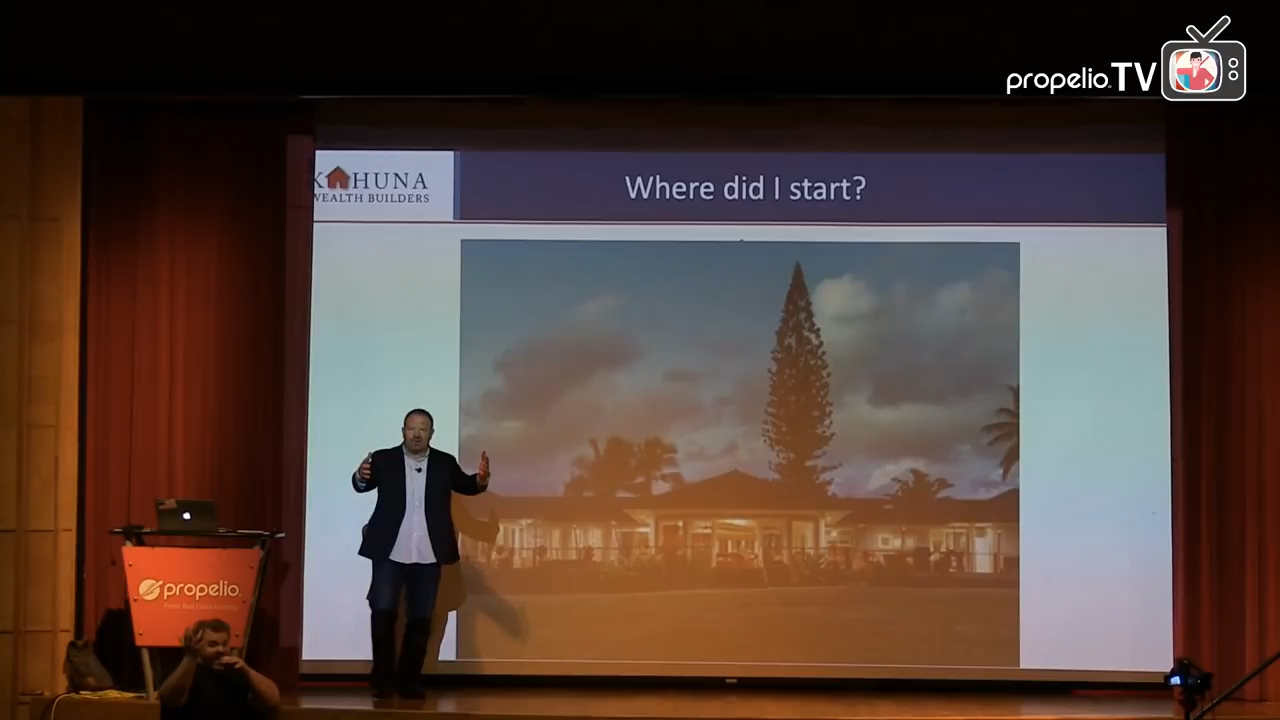 propelio.TV
KAHUNA
WEALTH BUILDERS
Where did I start?
propelio